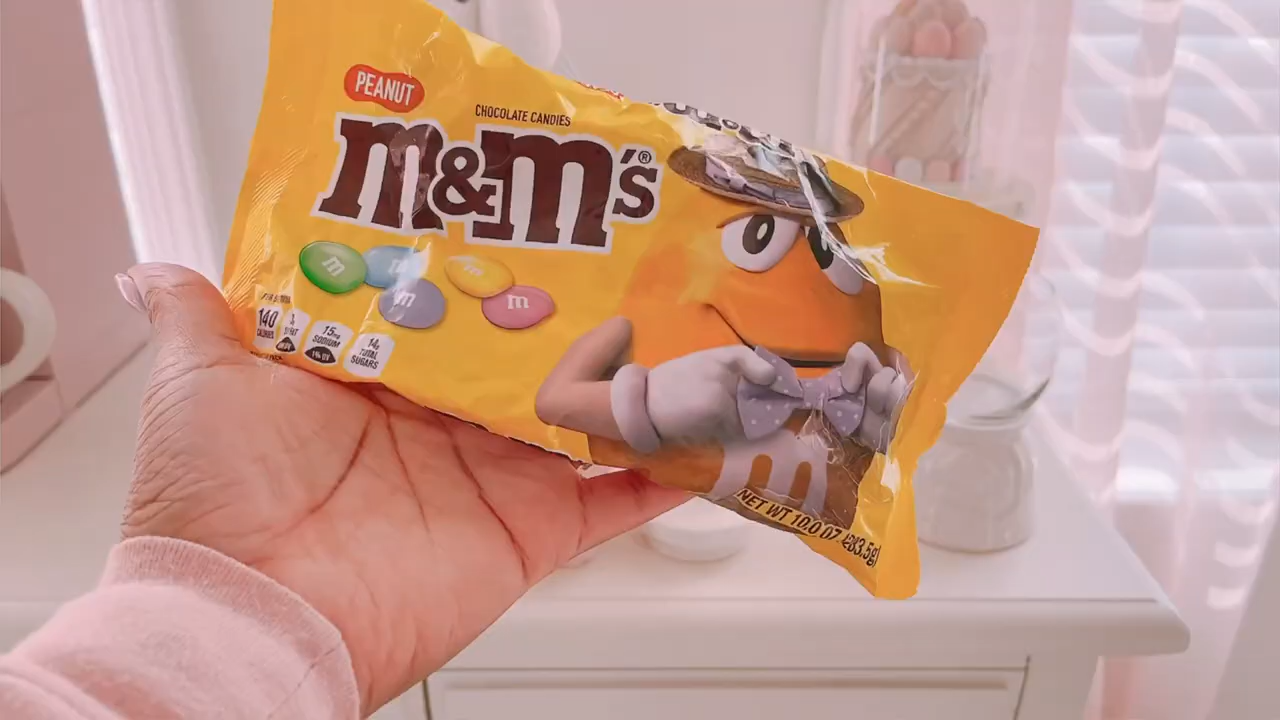 PEANUT
CHOCOLATE CANDIES
m&m's®
m
m
m
m
m
140
CALORIES
15mg
SODIUM
1% DV
14g
TOTAL
SUGARS
m
NET WT 10.0 OZ